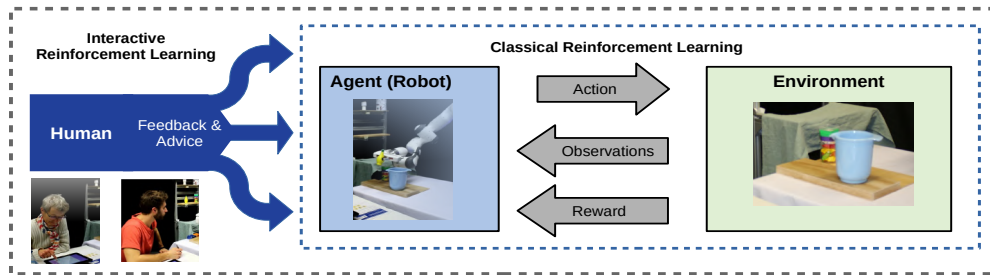 Interactive
Reinforcement Learning
Human
Feedback &
Advice
Classical Reinforcement Learning
Agent (Robot)
Action
Observations
Reward
Environment